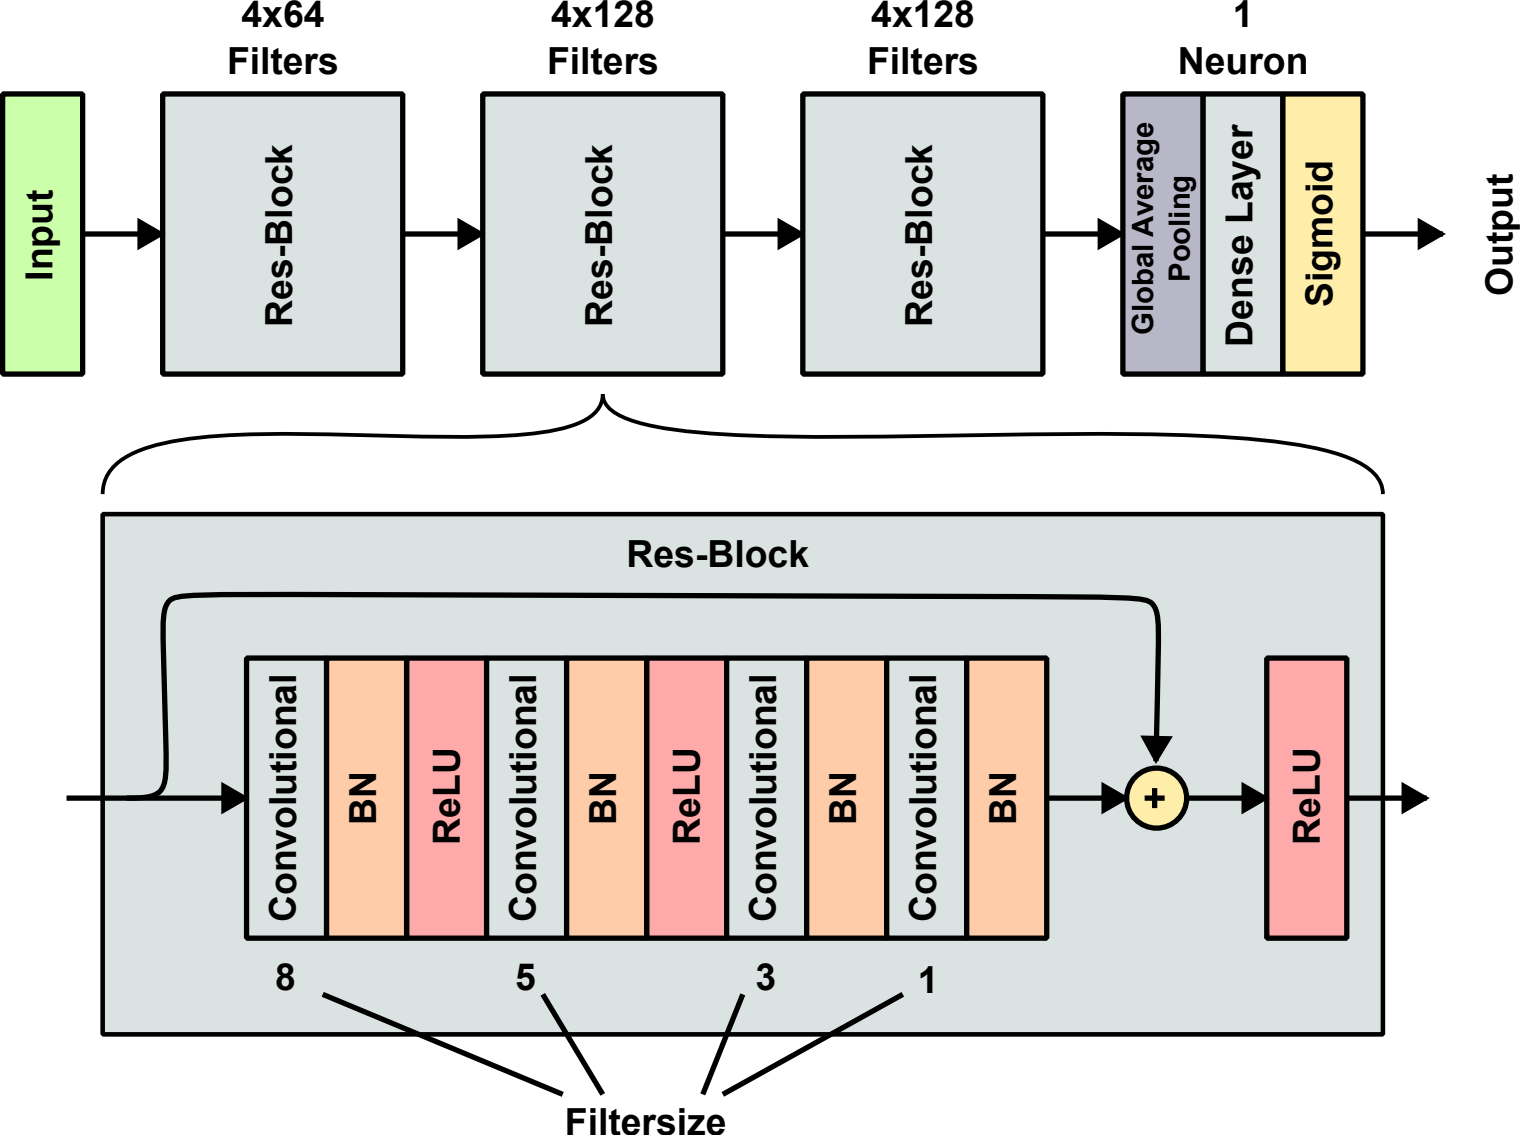 4x64
Filters
4x128
Filters
4x128
Filters
1
Neuron
Input
Res-Block
Res-Block
Res-Block
Global Average
Pooling
Dense Layer
Sigmoid
Output
Res-Block
Convolutional
BN
ReLU
Convolutional
BN
ReLU
Convolutional
BN
Convolutional
BN
+
ReLU
8
5
3
1
Filtersize